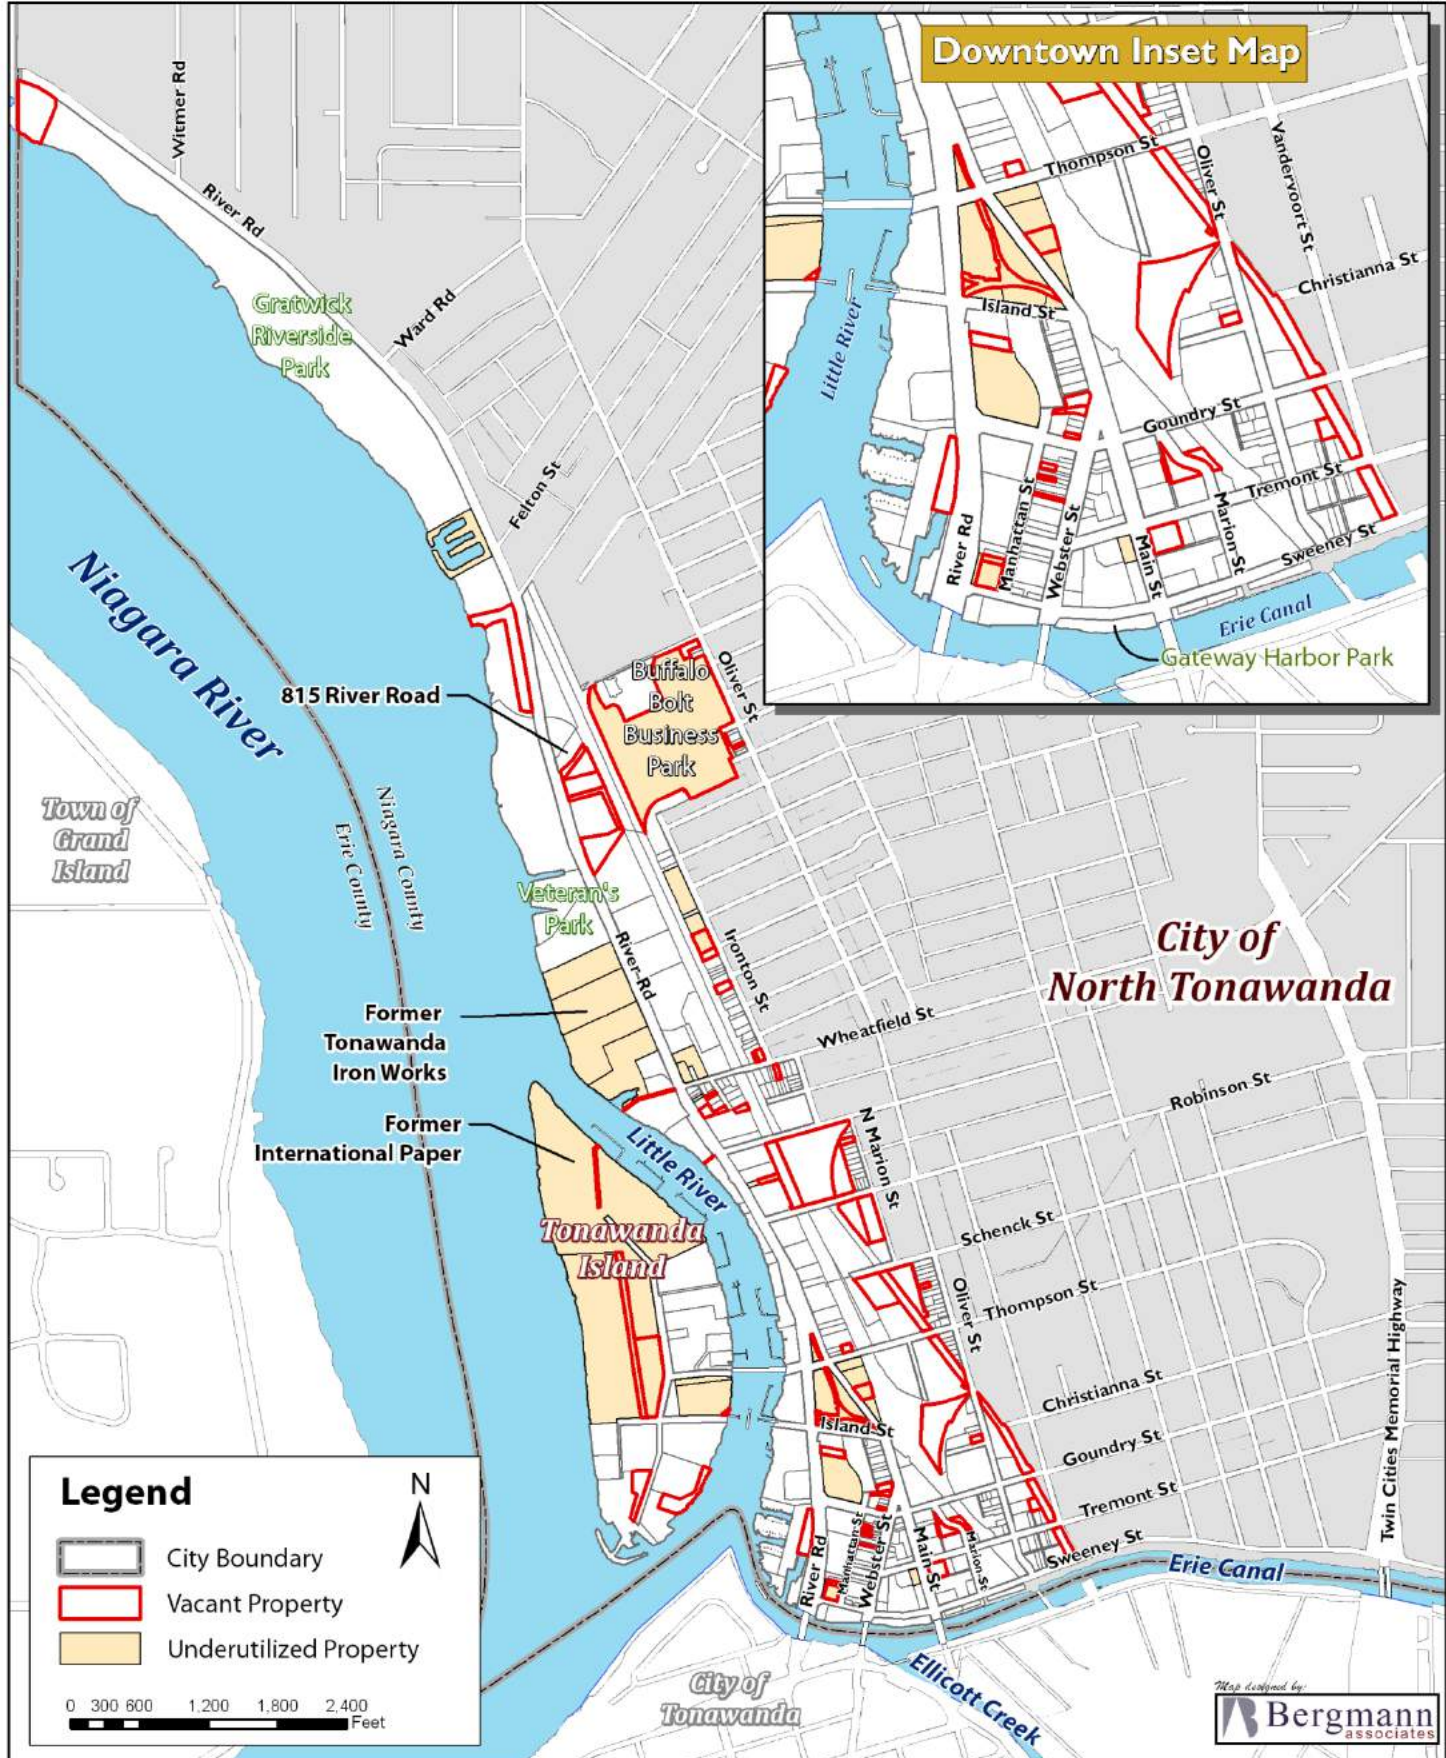 Downtown Inset Map
Thompson St
Oliver St
Vandervoort St
Christianna St
Island St
Little River
Goundry St
Tremont St
Manhattan St
Webster St
River Rd
Main St
Marion St
Sweeney St
Erie Canal
Gateway Harbor Park
Witmer Rd
River Rd
Gratwick
Riverside
Park
Ward Rd
Felton St
Niagara River
815 River Road
Buffalo
Bolt
Business
Park
Oliver St
Town of
Grand
Island
Niagara County
Erie County
Veteran's
Park
River Rd
Ironton St
City of
North Tonawanda
Former
Tonawanda
Iron Works
Wheatfield St
Robinson St
Former
International Paper
Little River
N Marion St
Tonawanda
Island
Schenck St
Oliver St
Thompson St
Christianna St
Twin Cities Memorial Highway
Island St
Goundry St
Tremont St
Sweeney St
River Rd
Manhattan St
Webster St
Main St
Marion St
Erie Canal
Ellicott Creek
City of
Tonawanda
Legend
N
City Boundary
Vacant Property
Underutilized Property
0 300 600 1,200 1,800 2,400
Feet
Map designed by:
Bergmann
associates